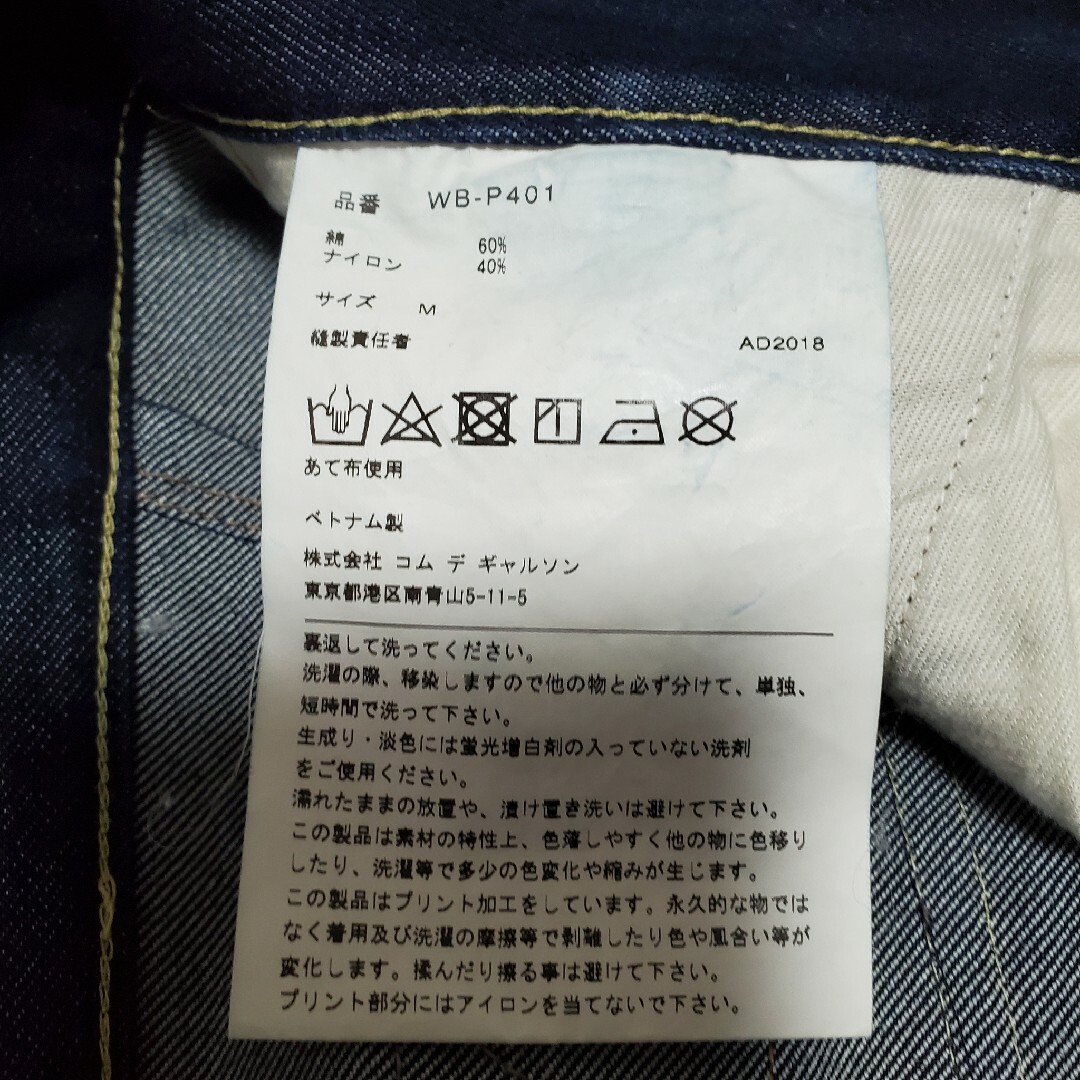 品番 WB-P401
綿 60%
ナイロン 40%
サイズ M
縫製責任者 AD2018
あて布使用
ベトナム製
株式会社 コム デ ギャルソン
東京都港区南青山5-11-5
裏返して洗ってください。
洗濯の際、移染しますので他の物と必ず分けて、単独、
短時間で洗って下さい。
生成り・淡色には蛍光増白剤の入っていない洗剤
をご使用ください。
濡れたままの放置や、漬け置き洗いは避けて下さい。
この製品は素材の特性上、色落しやすく他の物に色移り
したり、洗濯等で多少の色変化や縮みが生じます。
この製品はプリント加工をしています。永久的な物では
なく着用及び洗濯の摩擦等で剥離したり色や風合い等が
変化します。揉んだり擦る事は避けて下さい。
プリント部分にはアイロンを当てないで下さい。